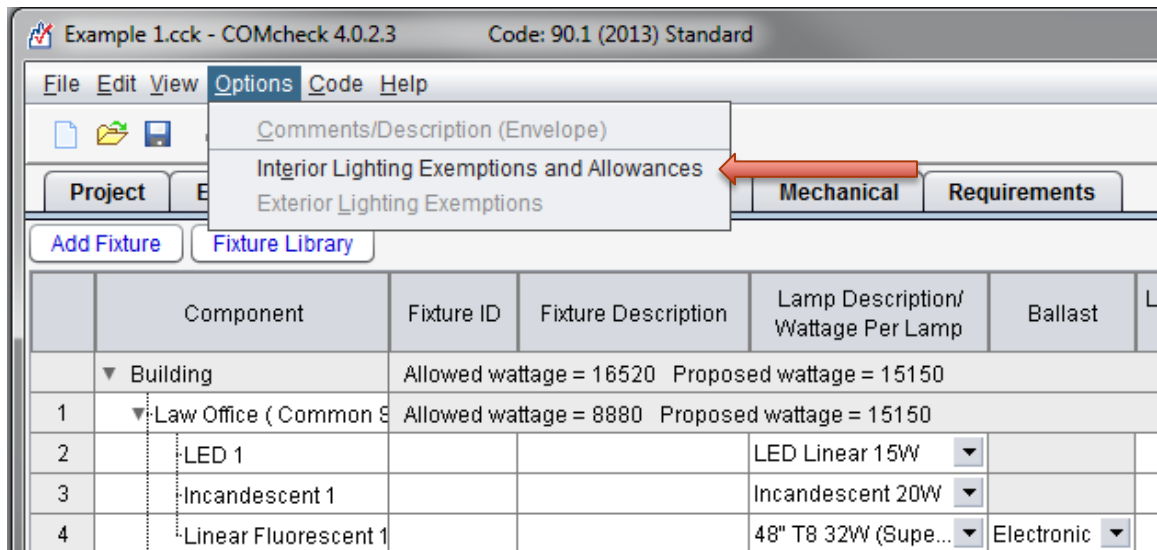 Example 1.cck - COMcheck 4.0.2.3 Code: 90.1 (2013) Standard
File Edit View Options Code Help
Comments/Description (Envelope)
Interior Lighting Exemptions and Allowances
Exterior Lighting Exemptions
Project E Mechanical Requirements
Add Fixture Fixture Library
Component Fixture ID Fixture Description Lamp Description/ Ballast L
Wattage Per Lamp
Building Allowed wattage = 16520 Proposed wattage = 15150
1 Law Office ( Common S Allowed wattage = 8880 Proposed wattage = 15150
2 LED 1 LED Linear 15W
3 Incandescent 1 Incandescent 20W
4 Linear Fluorescent 1 48" T8 32W (Supe... Electronic